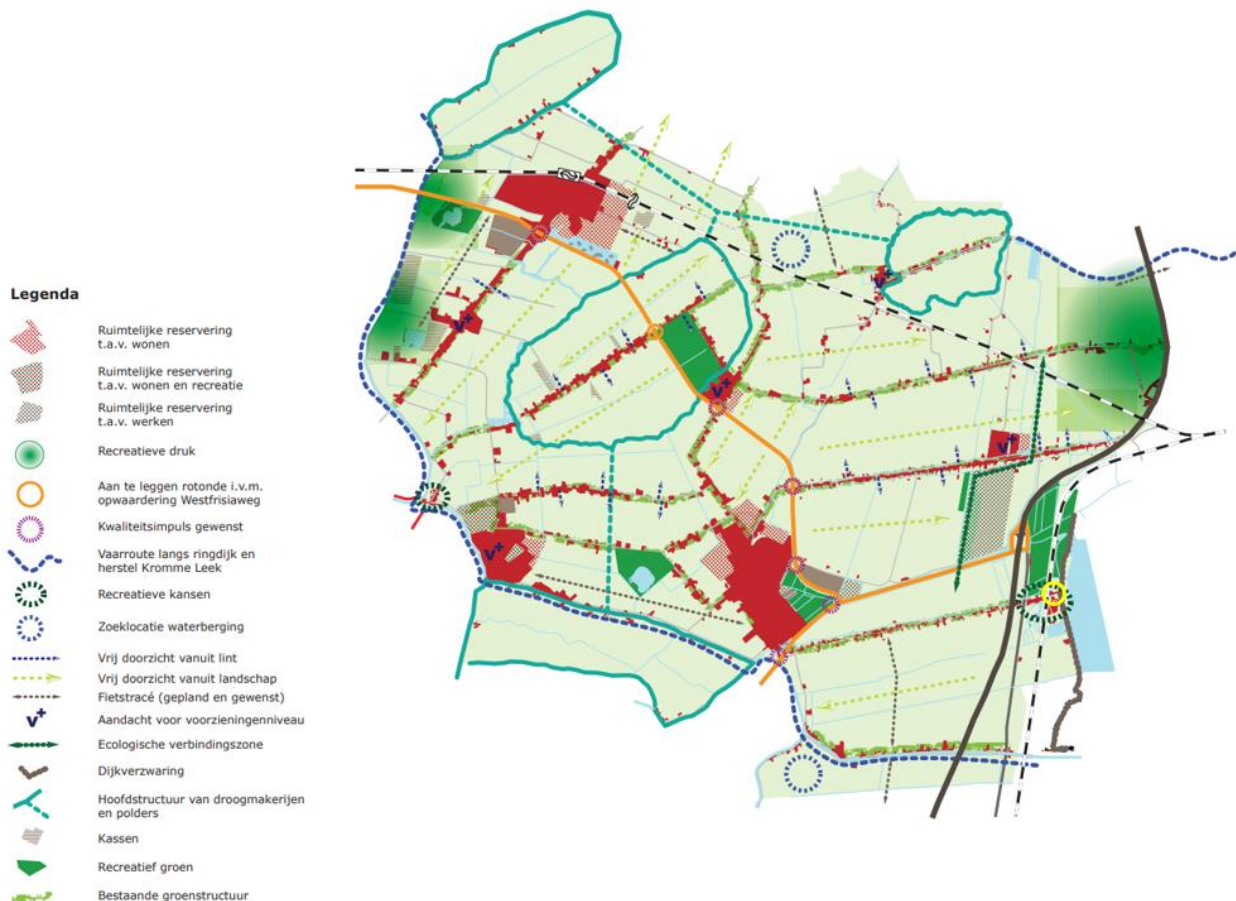 Legenda
Ruimtelijke reservering
t.a.v. wonen
Ruimtelijke reservering
t.a.v. wonen en recreatie
Ruimtelijke reservering
t.a.v. werken
Recreatieve druk
Aan te leggen rotonde i.v.m.
opwaardering Westfrisiaweg
Kwaliteitsimpuls gewenst
Vaarroute langs ringdijk en
herstel Kromme Leek
Recreatieve kansen
Zoeklocatie waterberging
Vrij doorzicht vanuit lint
Vrij doorzicht vanuit landschap
Fietstracé (gepland en gewenst)
v+ Aandacht voor voorzieningenniveau
Ecologische verbindingszone
Dijkverzwaring
Hoofdstructuur van droogmakerijen
en polders
Kassen
Recreatief groen
Bestaande groenstructuur
v+
v+
v+
v+
v+